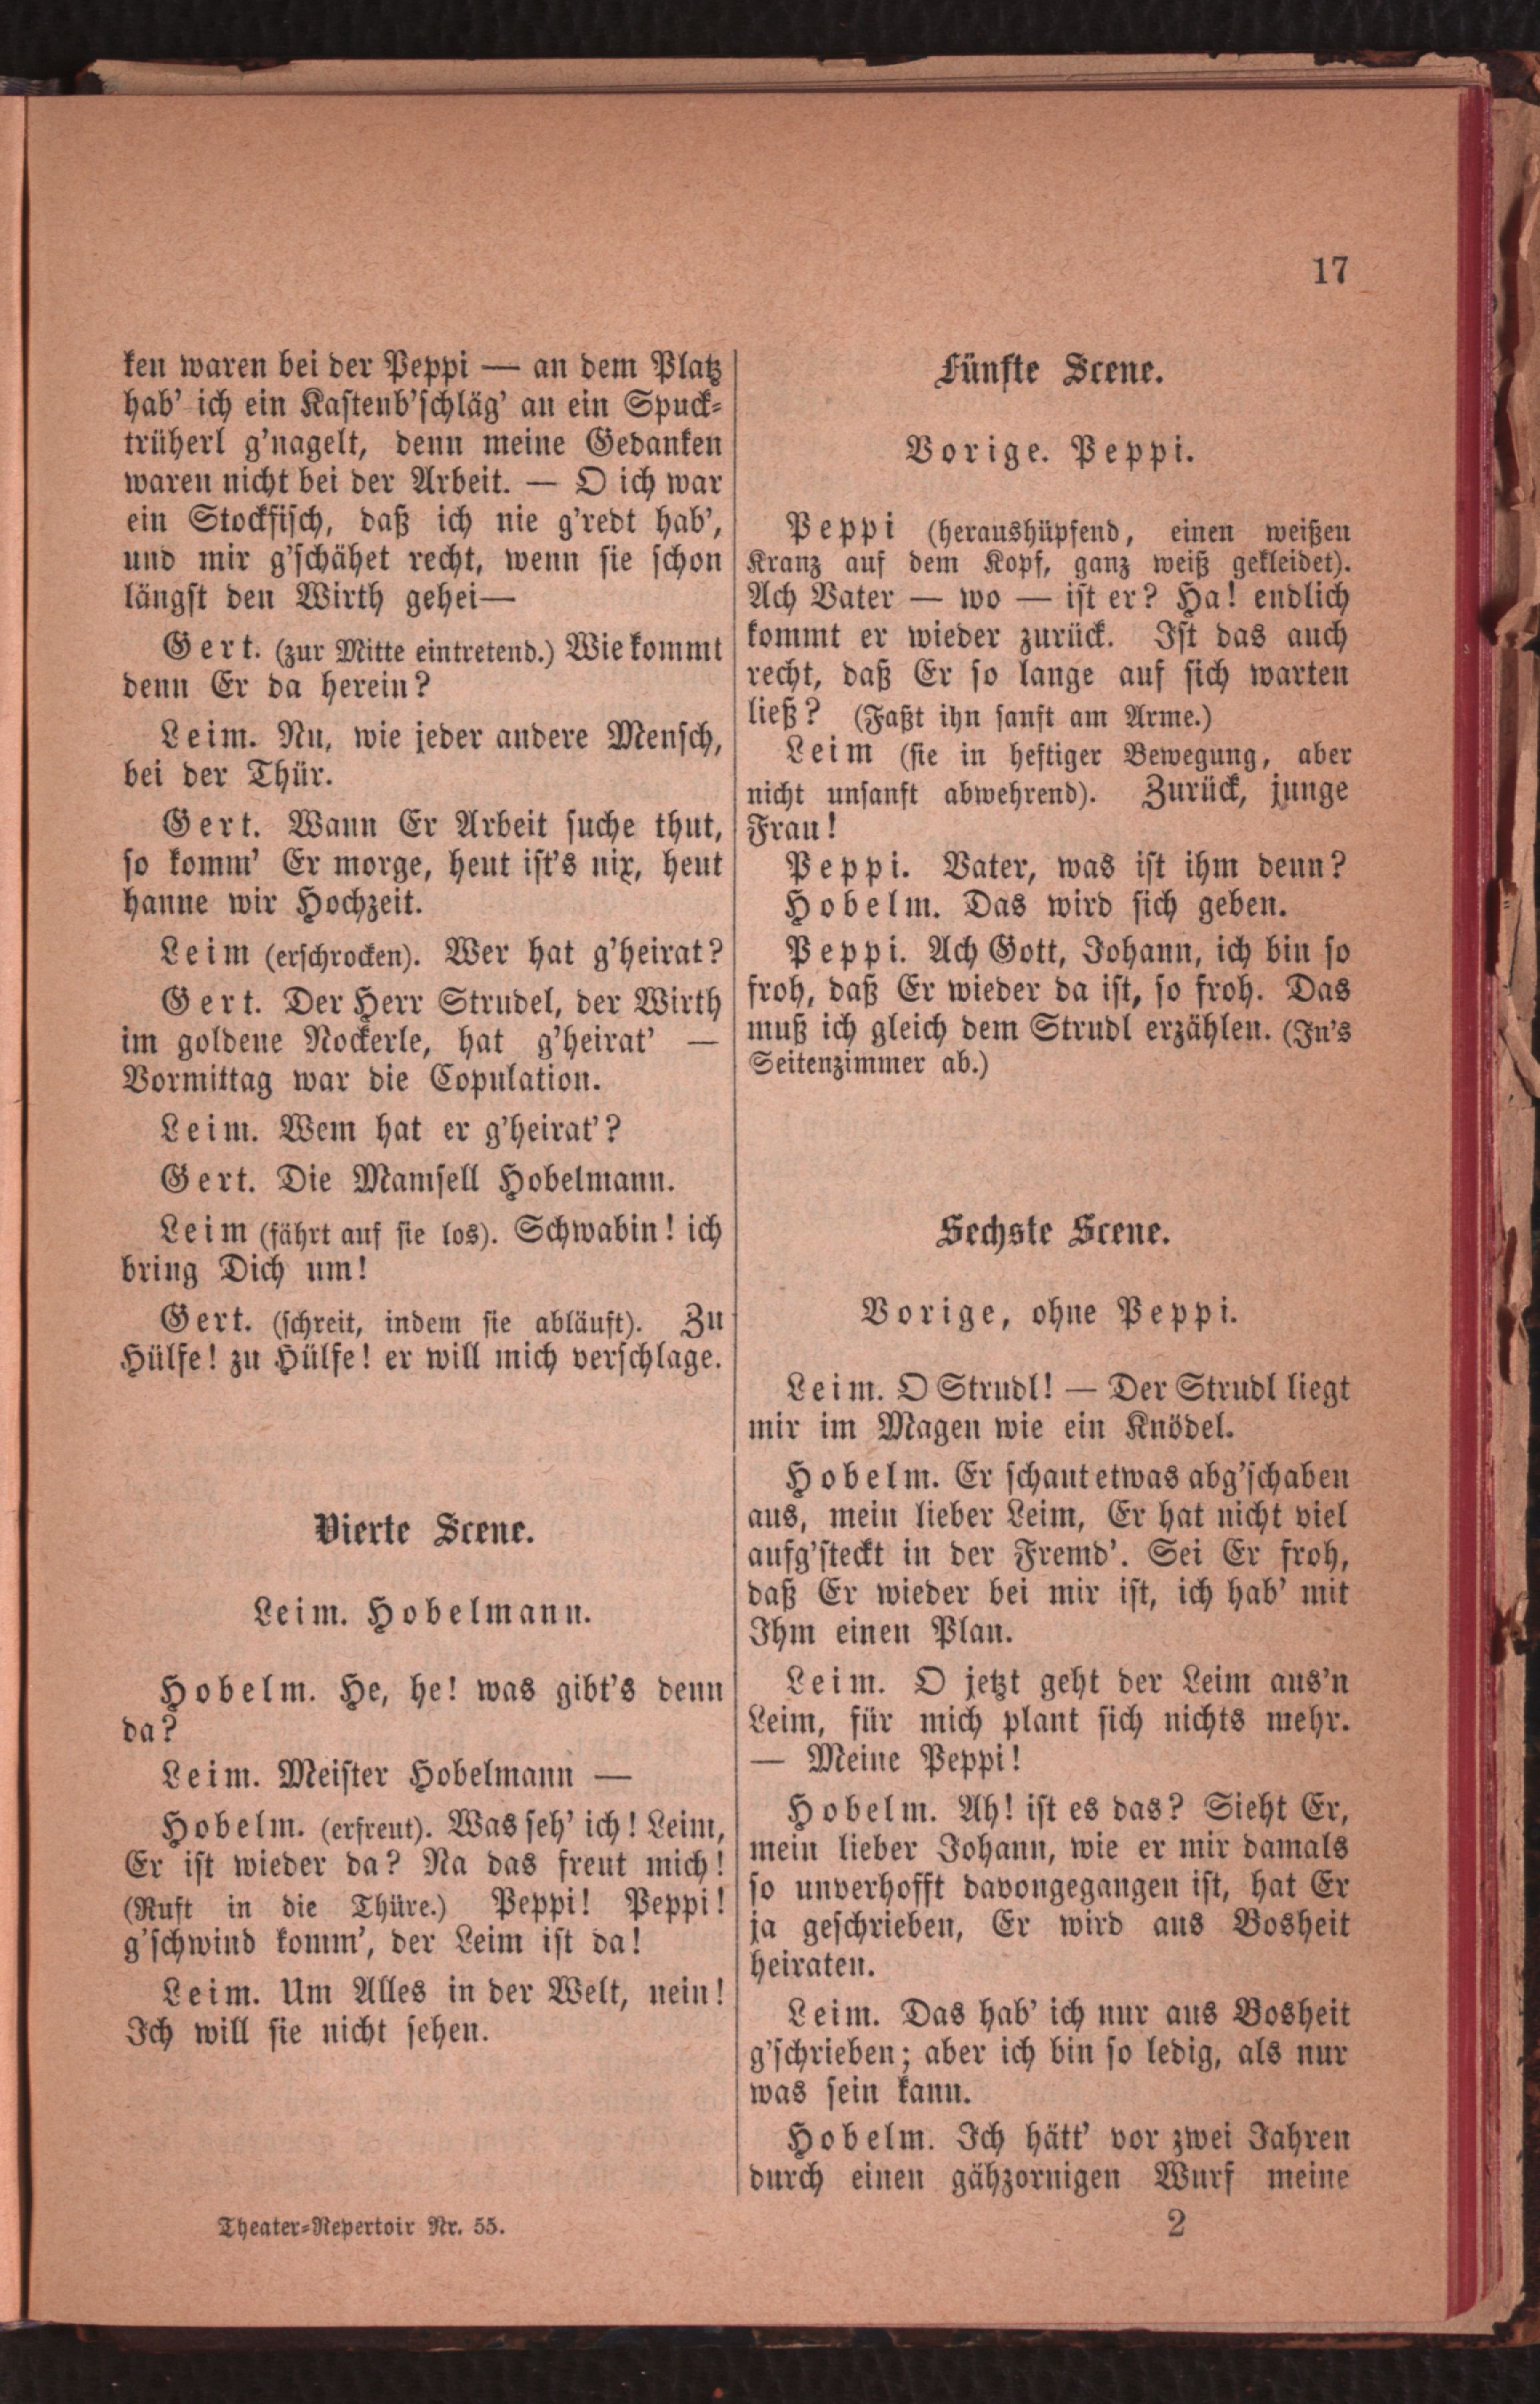 17
ken waren bei der Peppi — an dem Platz
hab' ich ein Kastenb'schläg' an ein Spuck-
trüherl g'nagelt, denn meine Gedanken
waren nicht bei der Arbeit. — O ich war
ein Stockfisch, daß ich nie g'redt hab',
und mir g'schähet recht, wenn sie schon
längst den Wirth gehei—
Gert. (zur Mitte eintretend.) Wie kommt
denn Er da herein?
Leim. Nu, wie jeder andere Mensch,
bei der Thür.
Gert. Wann Er Arbeit suche thut,
so komm' Er morge, heut ist's nix, heut
hanne wir Hochzeit.
Leim (erschrocken). Wer hat g'heirat?
Gert. Der Herr Strudel, der Wirth
im goldene Nockerle, hat g'heirat' —
Vormittag war die Copulation.
Leim. Wem hat er g'heirat'?
Gert. Die Mamsell Hobelmann.
Leim (fährt auf sie los). Schwabin! ich
bring Dich um!
Gert. (schreit, indem sie abläuft). Zu
Hülfe! zu Hülfe! er will mich verschlage.
Vierte Scene.
Leim. Hobelmann.
Hobelm. He, he! was gibt's denn
da?
Leim. Meister Hobelmann —
Hobelm. (erfreut). Was seh' ich! Leim,
Er ist wieder da? Na das freut mich!
(Ruft in die Thüre.) Peppi! Peppi!
g'schwind komm', der Leim ist da!
Leim. Um Alles in der Welt, nein!
Ich will sie nicht sehen.
Fünfte Scene.
Vorige. Peppi.
Peppi (heraushüpfend, einen weißen
Kranz auf dem Kopf, ganz weiß gekleidet).
Ach Vater — wo — ist er? Ha! endlich
kommt er wieder zurück. Ist das auch
recht, daß Er so lange auf sich warten
ließ? (Faßt ihn sanft am Arme.)
Leim (sie in heftiger Bewegung, aber
nicht unsanft abwehrend). Zurück, junge
Frau!
Peppi. Vater, was ist ihm denn?
Hobelm. Das wird sich geben.
Peppi. Ach Gott, Johann, ich bin so
froh, daß Er wieder da ist, so froh. Das
muß ich gleich dem Strudl erzählen. (In's
Seitenzimmer ab.)
Sechste Scene.
Vorige, ohne Peppi.
Leim. O Strudl! — Der Strudl liegt
mir im Magen wie ein Knödel.
Hobelm. Er schaut etwas abg'schaben
aus, mein lieber Leim, Er hat nicht viel
aufg'steckt in der Fremd'. Sei Er froh,
daß Er wieder bei mir ist, ich hab' mit
Ihm einen Plan.
Leim. O jetzt geht der Leim aus'n
Leim, für mich plant sich nichts mehr.
— Meine Peppi!
Hobelm. Ah! ist es das? Sieht Er,
mein lieber Johann, wie er mir damals
so unverhofft davongegangen ist, hat Er
ja geschrieben, Er wird aus Bosheit
heiraten.
Leim. Das hab' ich nur aus Bosheit
g'schrieben; aber ich bin so ledig, als nur
was sein kann.
Hobelm. Ich hätt' vor zwei Jahren
durch einen gähzornigen Wurf meine
Theater-Repertoir Nr. 55.
2